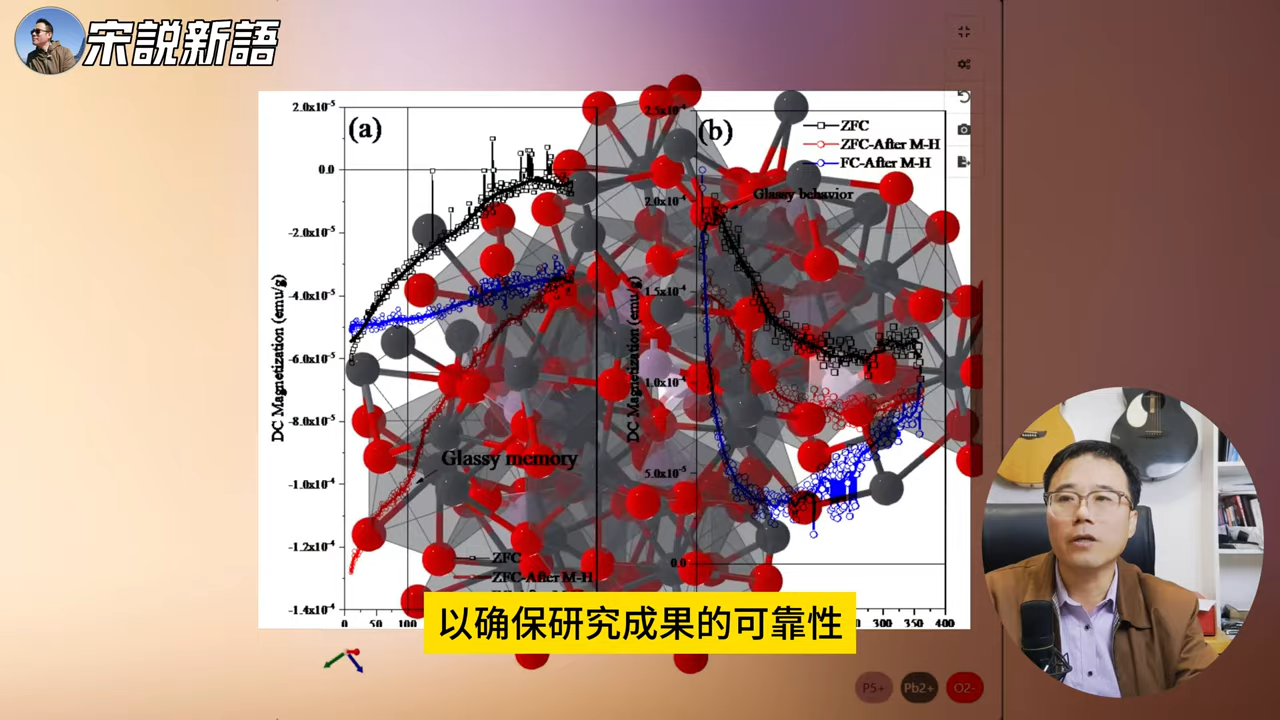 宋說新語
(a)
2.0x10⁻⁵
0.0
-2.0x10⁻⁵
-4.0x10⁻⁵
-6.0x10⁻⁵
-8.0x10⁻⁵
-1.0x10⁻⁴
-1.2x10⁻⁴
-1.4x10⁻⁴
DC Magnetization (emu/g)
Glassy memory
ZFC
ZFC-After M-H
0
50
100
(b)
ZFC
ZFC-After M-H
FC-After M-H
Glassy behavior
2.5x10⁻⁴
2.0x10⁻⁴
1.5x10⁻⁴
1.0x10⁻⁴
5.0x10⁻⁵
0.0
DC Magnetization (emu/g)
300
350
400
以确保研究成果的可靠性
P5+
Pb2+
O2-